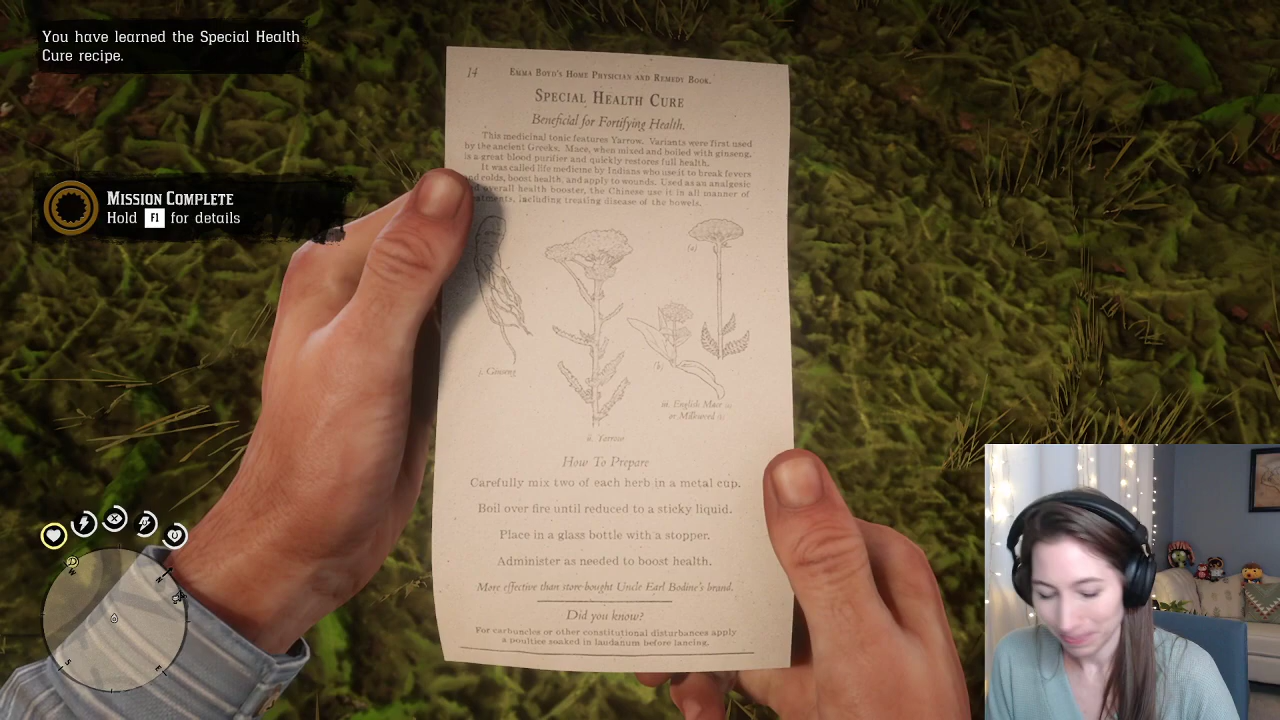 You have learned the Special Health
Cure recipe.
MISSION COMPLETE
Hold F1 for details
14 EMMA BOYD'S HOME PHYSICIAN AND REMEDY BOOK.
SPECIAL HEALTH CURE
Beneficial for Fortifying Health.
This medicinal tonic features Yarrow. Variants were first used
by the ancient Greeks. Mace, when mixed and boiled with ginseng,
is a great blood purifier and quickly restores full health.
It was called life medicine by Indians who use it to break fevers
and colds, boost health, and apply to wounds. Used as an analgesic
overall health booster, the Chinese use it in all manner of
including treating disease of the bowels.
(a)
(b)
i. Ginseng
iii. English Mace (a)
or Milkweed (b)
ii. Yarrow
How To Prepare
Carefully mix two of each herb in a metal cup.
Boil over fire until reduced to a sticky liquid.
Place in a glass bottle with a stopper.
Administer as needed to boost health.
More effective than store-bought Uncle Earl Bodine's brand.
Did you know?
For carbuncles or other constitutional disturbances apply
a poultice soaked in laudanum before lancing.
W
N
S
E